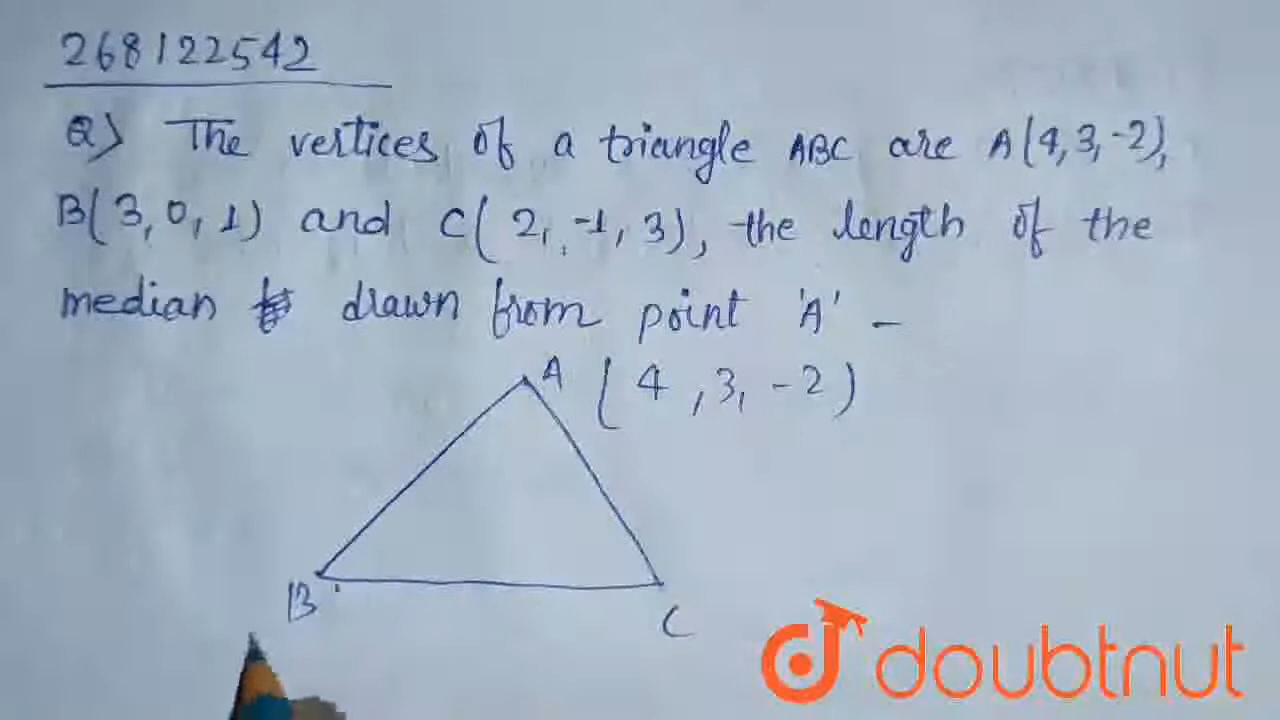 268122542
Q) The vertices of a triangle ABC are A(4,3,-2),
B(3,0,1) and C(2,-1,3), the length of the
median drawn from point 'A' -
A (4,3,-2)
B
C
doubtnut